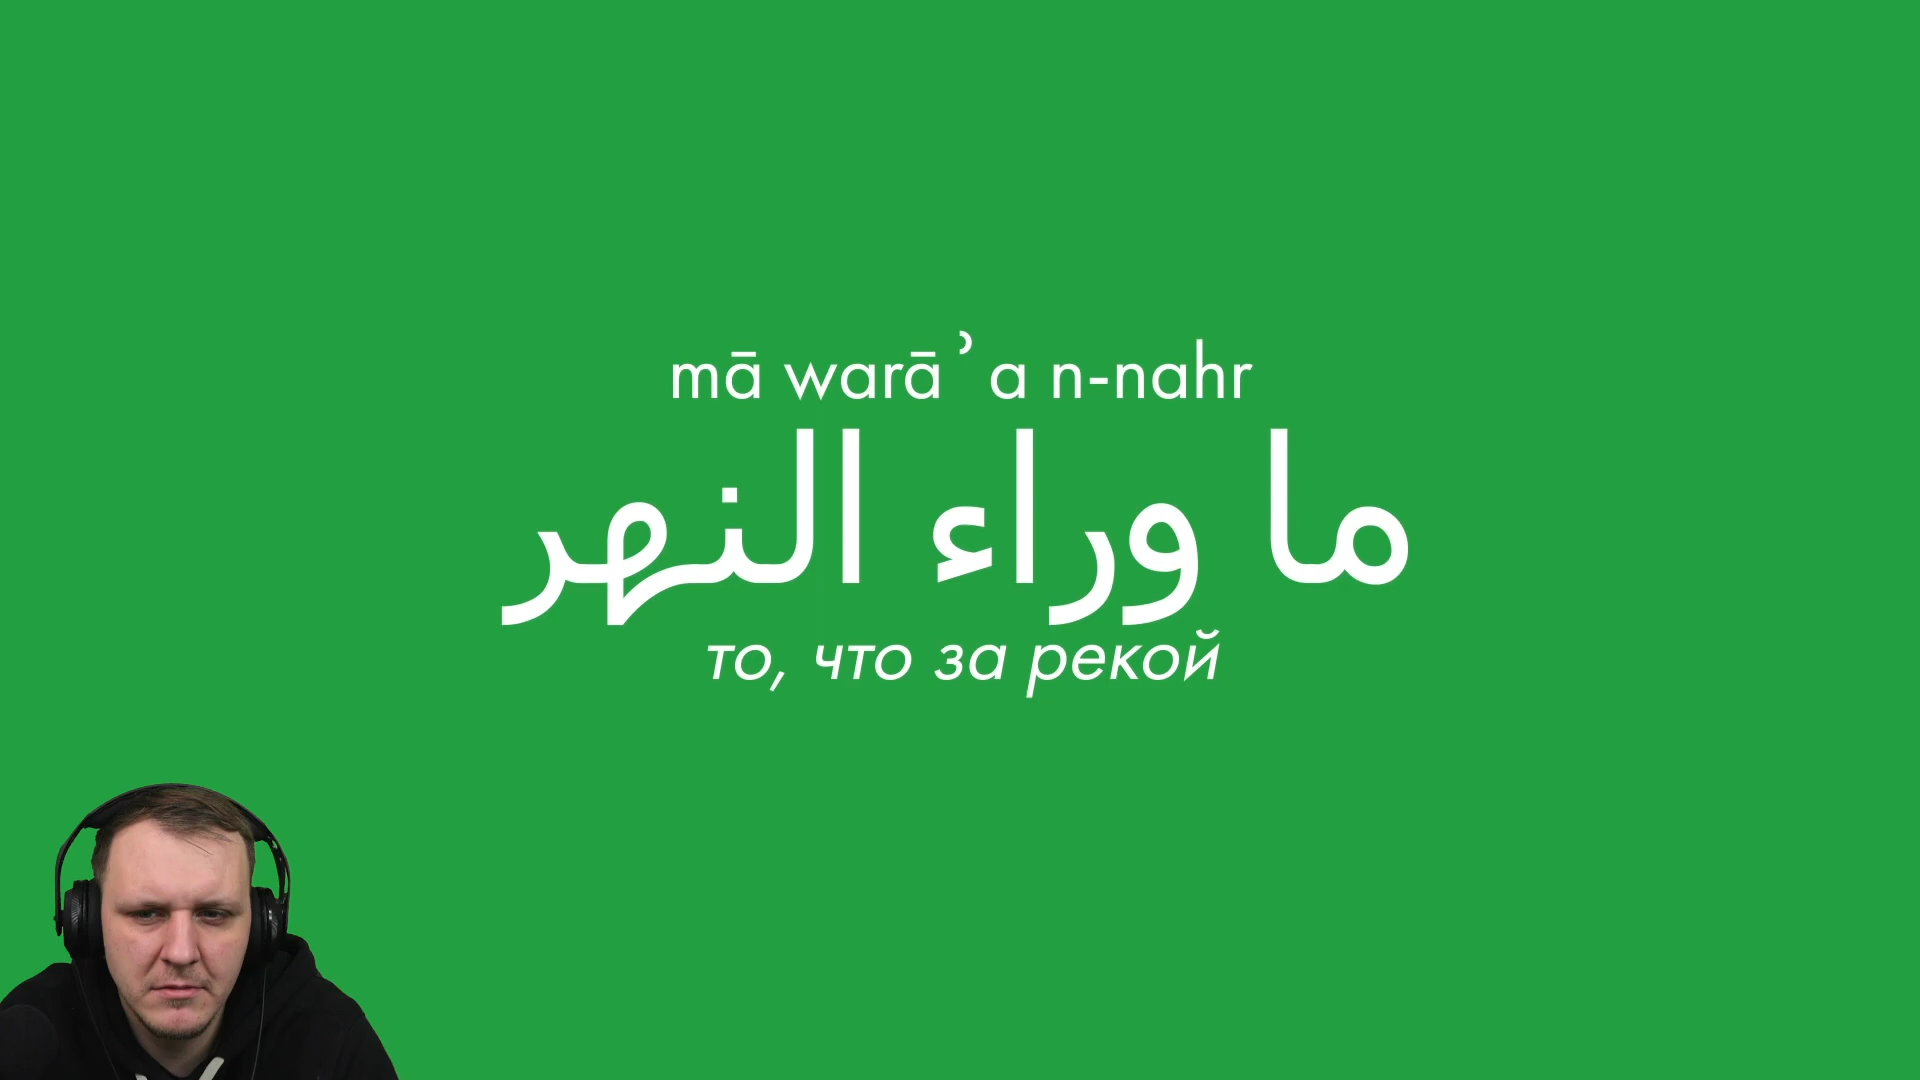 mā warāʾa n-nahr
ما وراء النهر
то, что за рекой